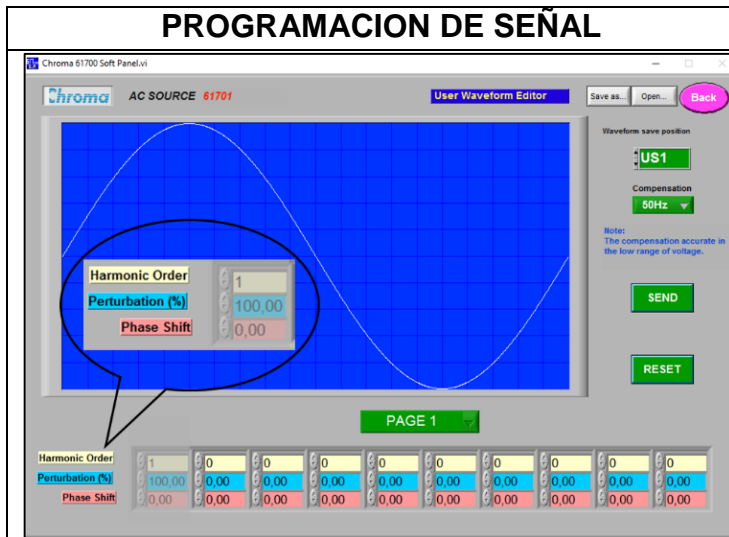 PROGRAMACION DE SEÑAL
Chroma 61700 Soft Panel.vi
Chroma AC SOURCE 61701 User Waveform Editor Save as... Open... Back
Waveform save position
US1
Compensation
50Hz
Note:
The compensation accurate in
the low range of voltage.
SEND
RESET
Harmonic Order 1
Perturbation (%) 100,00
Phase Shift 0,00
PAGE 1
Harmonic Order 1 0 0 0 0 0 0 0 0 0
Perturbation (%) 100,00 0,00 0,00 0,00 0,00 0,00 0,00 0,00 0,00 0,00
Phase Shift 0,00 0,00 0,00 0,00 0,00 0,00 0,00 0,00 0,00 0,00